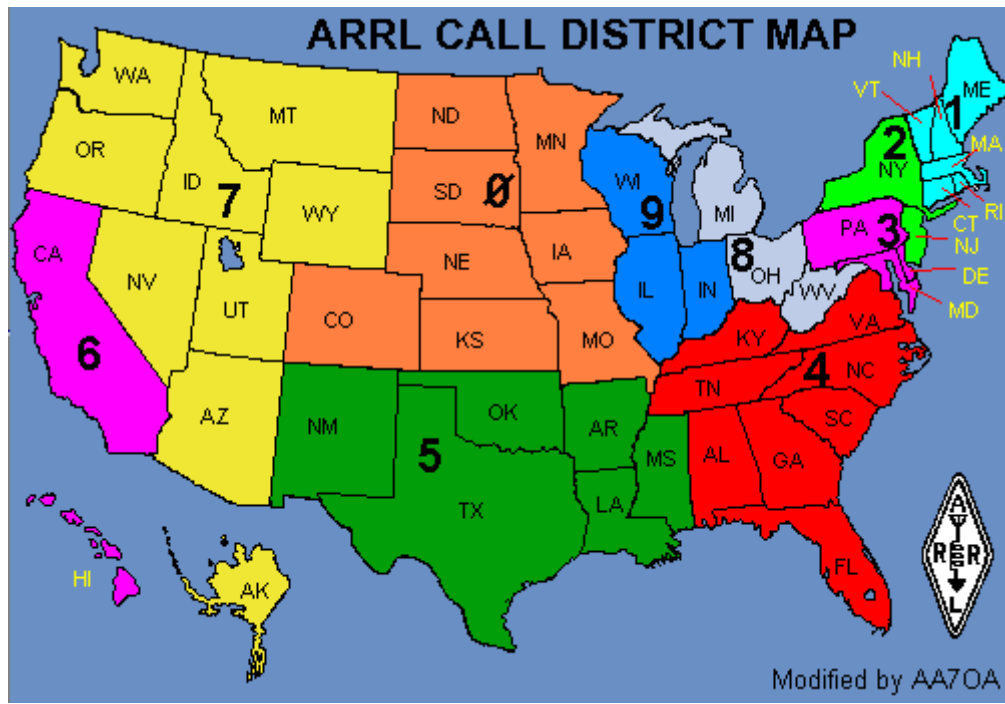 ARRL CALL DISTRICT MAP
NH
VT
WA
MT
ND
MN
ME
1
OR
ID
7
WY
SD
Ø
WI
9
MI
2
NY
MA
RI
CT
CA
NV
UT
NE
IA
IL
IN
8
OH
PA
3
NJ
DE
MD
WV
VA
CO
KS
MO
KY
6
AZ
NM
OK
AR
TN
4
NC
SC
5
TX
MS
AL
GA
LA
FL
HI
AK
A
R R
L
Modified by AA7OA